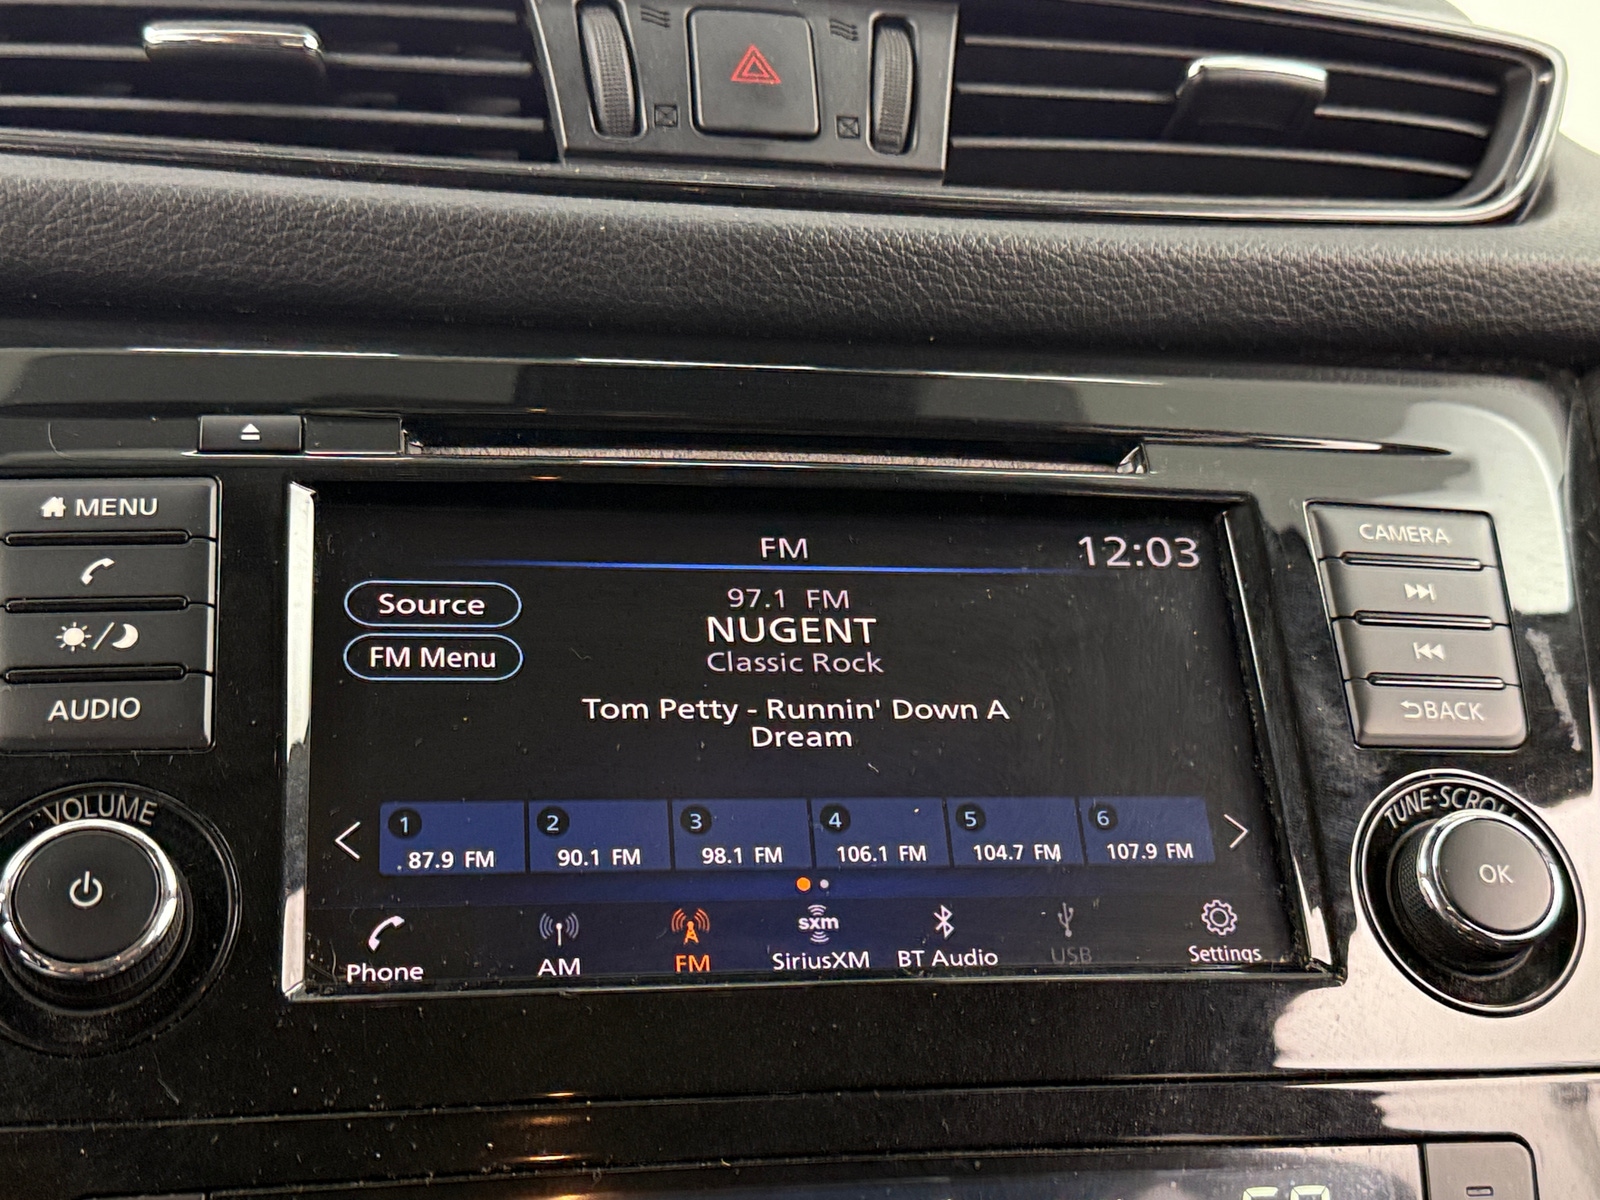 MENU
AUDIO
VOLUME
FM
12:03
Source
FM Menu
97.1 FM
NUGENT
Classic Rock
Tom Petty - Runnin' Down A
Dream
1
87.9 FM
2
90.1 FM
3
98.1 FM
4
106.1 FM
5
104.7 FM
6
107.9 FM
Phone
AM
FM
sxm
SiriusXM
BT Audio
USB
Settings
CAMERA
BACK
TUNE·SCROLL
OK